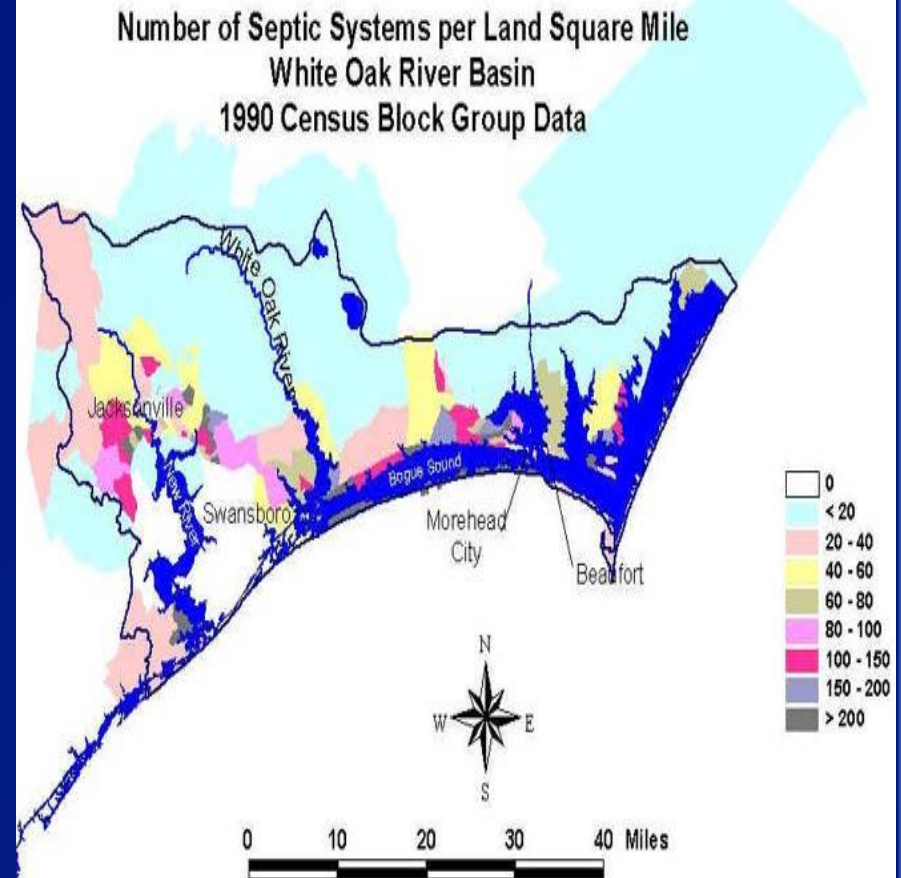 Number of Septic Systems per Land Square Mile
White Oak River Basin
1990 Census Block Group Data
White Oak River
Jacksonville
New River
Swansboro
Bogue Sound
Morehead
City
Beaufort
0
< 20
20 - 40
40 - 60
60 - 80
80 - 100
100 - 150
150 - 200
> 200
N
W E
S
0 10 20 30 40 Miles